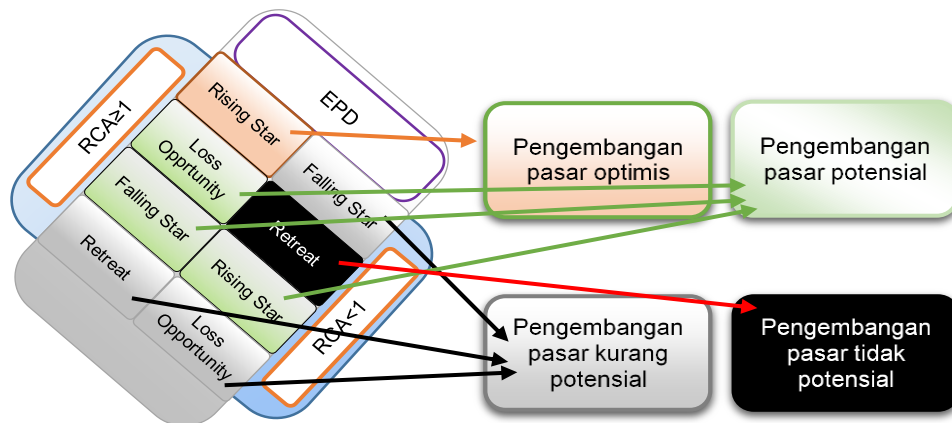 RCA≥1
EPD
Rising Star
Loss
Opprtunity
Falling Star
Retreat
Falling Star
Retreat
Rising Star
Loss
Opportunity
RCA<1
Pengembangan
pasar optimis
Pengembangan
pasar potensial
Pengembangan
pasar kurang
potensial
Pengembangan
pasar tidak
potensial